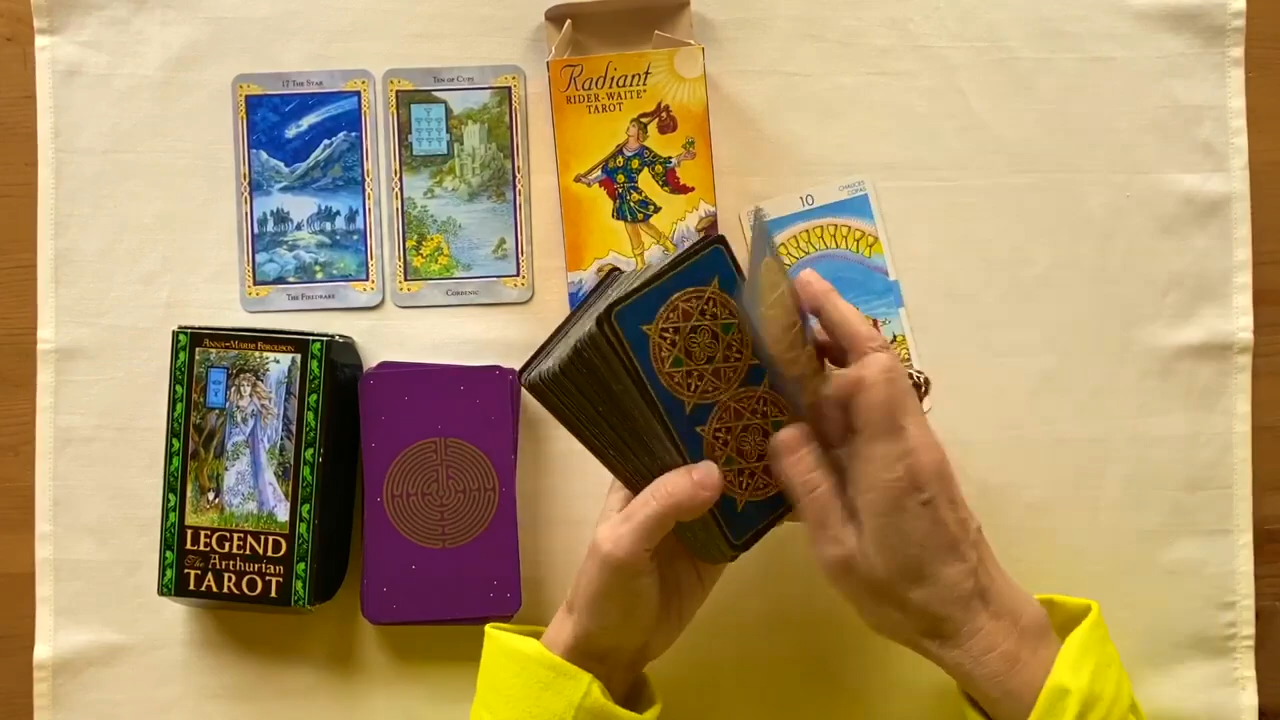 17 THE STAR
THE FIREDRAKE
TEN OF CUPS
CORBENIC
Radiant
RIDER-WAITE®
TAROT
10
CHALICES
COPAS
ANNA-MARIE FERGUSON
LEGEND
The Arthurian
TAROT